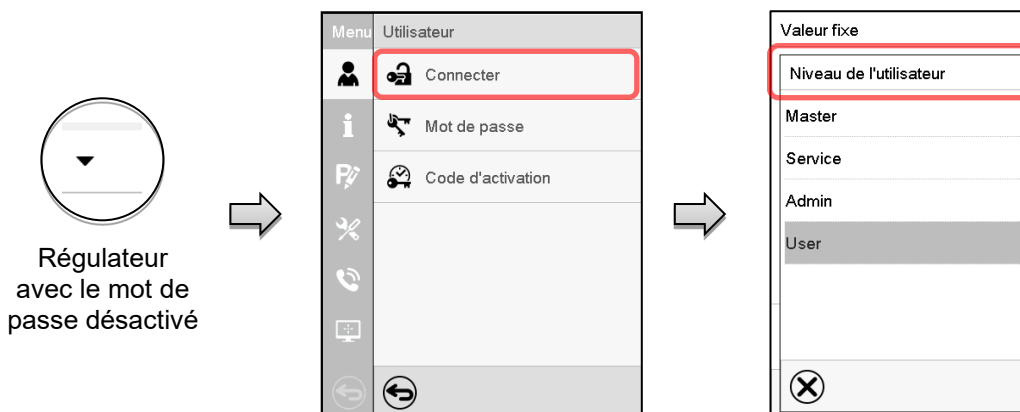 Régulateur
avec le mot de
passe désactivé
Menu
Utilisateur
Connecter
Mot de passe
Code d'activation
Valeur fixe
Niveau de l'utilisateur
Master
Service
Admin
User